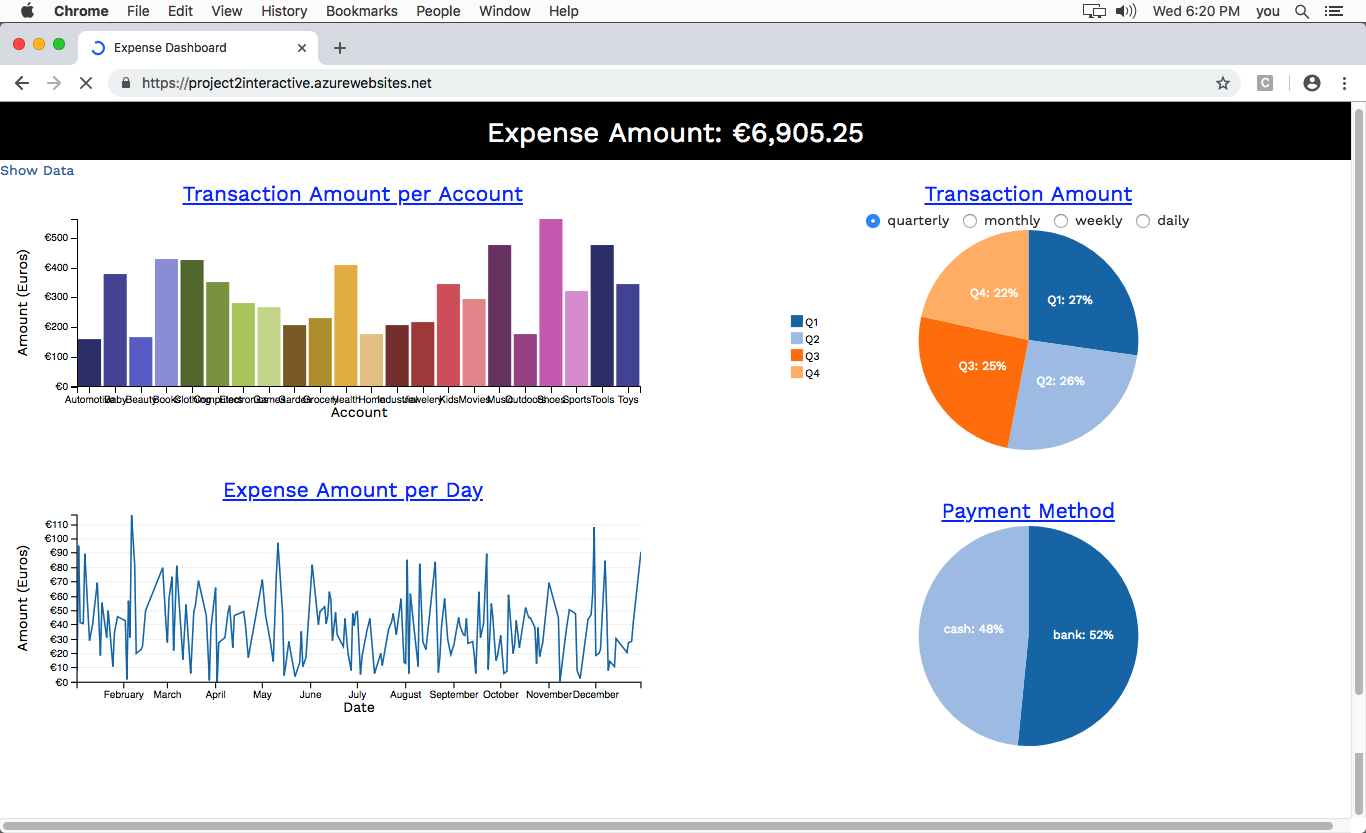 Chrome File Edit View History Bookmarks People Window Help Wed 6:20 PM you
Expense Dashboard
https://project2interactive.azurewebsites.net
C
Expense Amount: €6,905.25
Show Data
Transaction Amount per Account
Amount (Euros)
€500
€400
€300
€200
€100
€0
Automotive Baby Beauty Books Clothing Computers Electronics Games Garden Grocery Health Home Industrial Jewelery Kids Movies Music Outdoors Shoes Sports Tools Toys
Account
Transaction Amount
quarterly monthly weekly daily
Q1
Q2
Q3
Q4
Q4: 22%
Q1: 27%
Q3: 25%
Q2: 26%
Expense Amount per Day
Amount (Euros)
€110
€100
€90
€80
€70
€60
€50
€40
€30
€20
€10
€0
February March April May June July August September October November December
Date
Payment Method
cash: 48%
bank: 52%